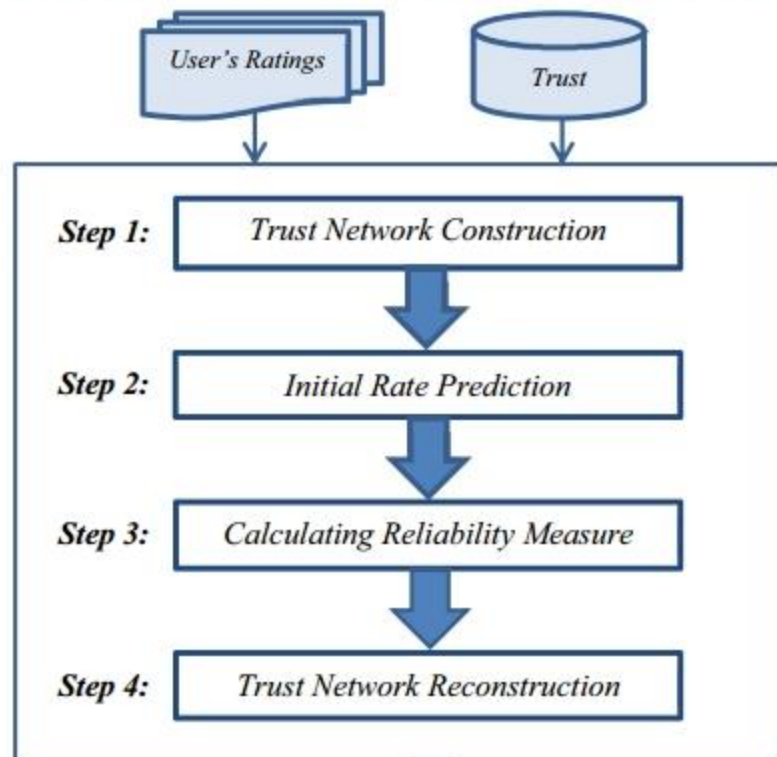 User's Ratings
Trust
Step 1: Trust Network Construction
Step 2: Initial Rate Prediction
Step 3: Calculating Reliability Measure
Step 4: Trust Network Reconstruction